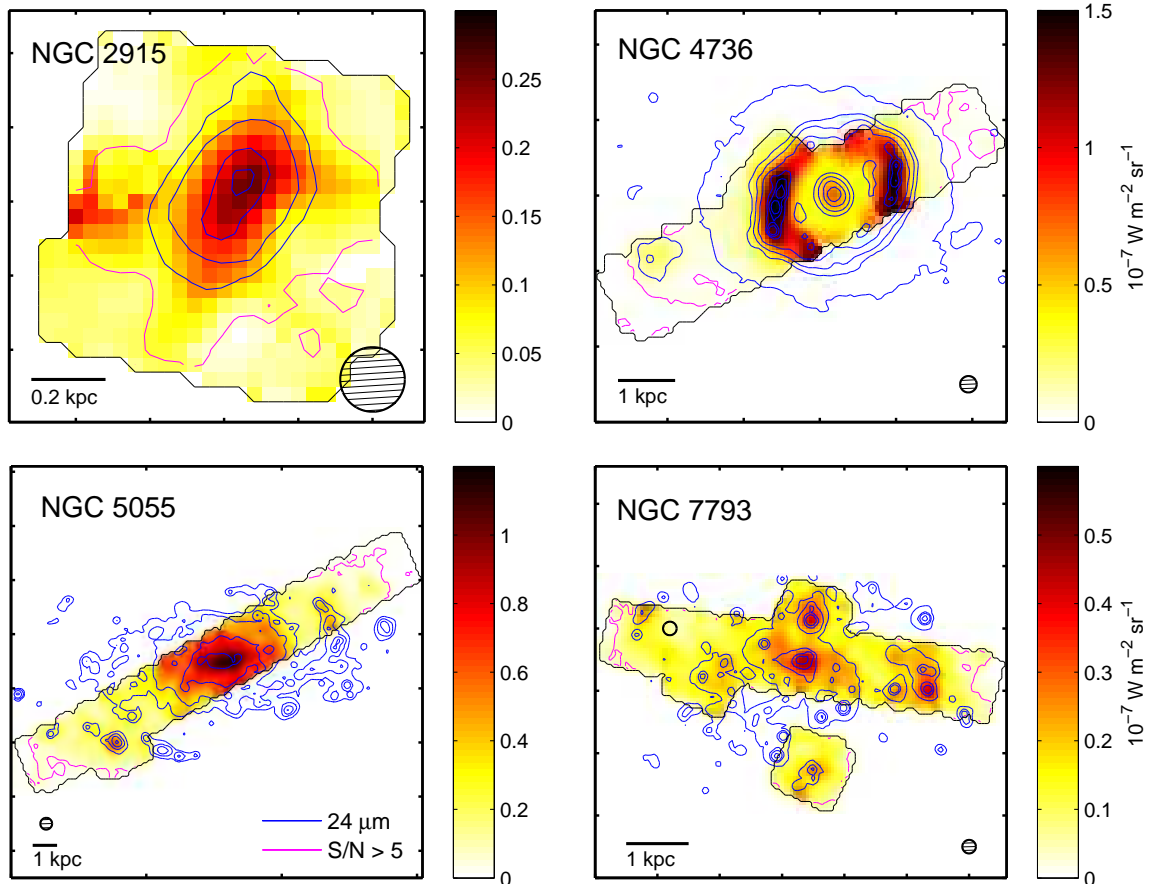 NGC 2915
0.2 kpc
0.25
0.2
0.15
0.1
0.05
0
NGC 4736
1 kpc
1.5
1
0.5
0
10⁻⁷ W m⁻² sr⁻¹
NGC 5055
1 kpc
24 μm
S/N > 5
1
0.8
0.6
0.4
0.2
0
NGC 7793
1 kpc
0.5
0.4
0.3
0.2
0.1
0
10⁻⁷ W m⁻² sr⁻¹